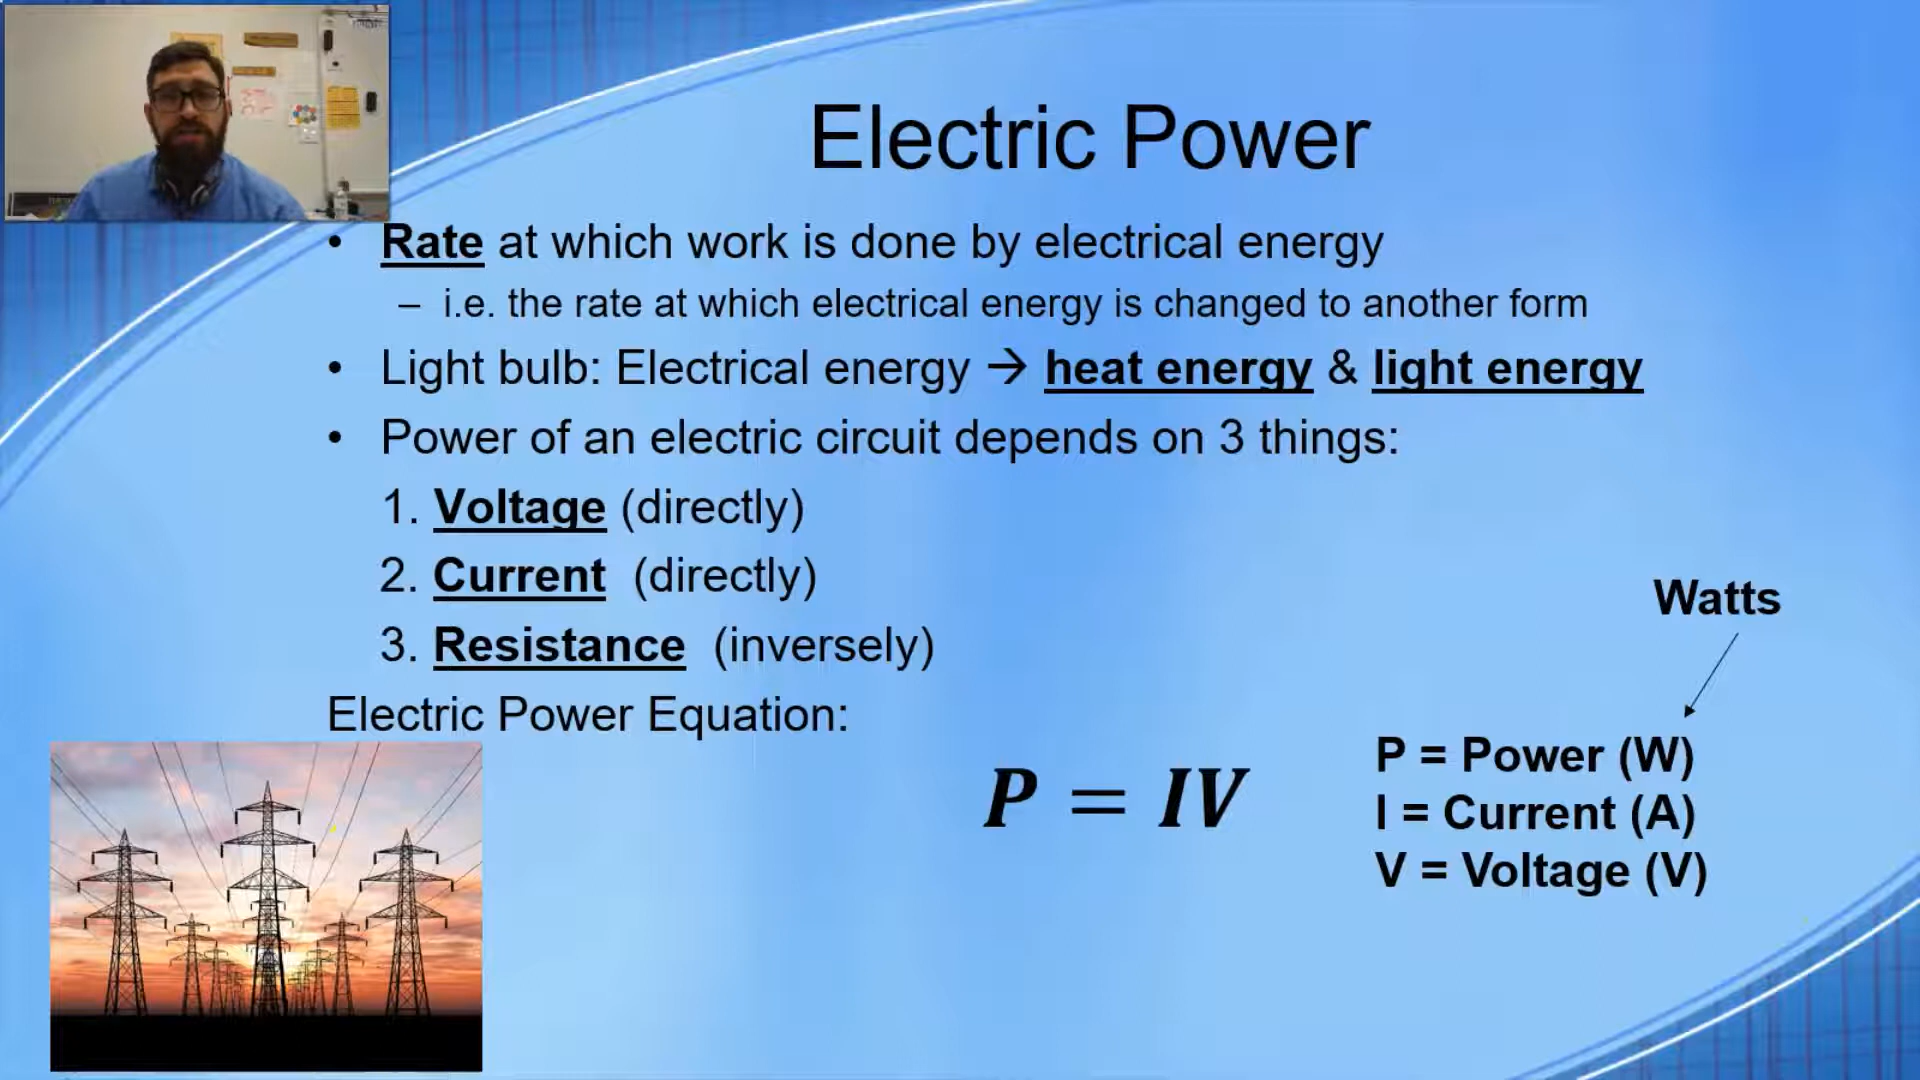 Electric Power
• Rate at which work is done by electrical energy
– i.e. the rate at which electrical energy is changed to another form
• Light bulb: Electrical energy → heat energy & light energy
• Power of an electric circuit depends on 3 things:
1. Voltage (directly)
2. Current (directly)
3. Resistance (inversely)
Electric Power Equation:
P = IV
Watts
P = Power (W)
I = Current (A)
V = Voltage (V)